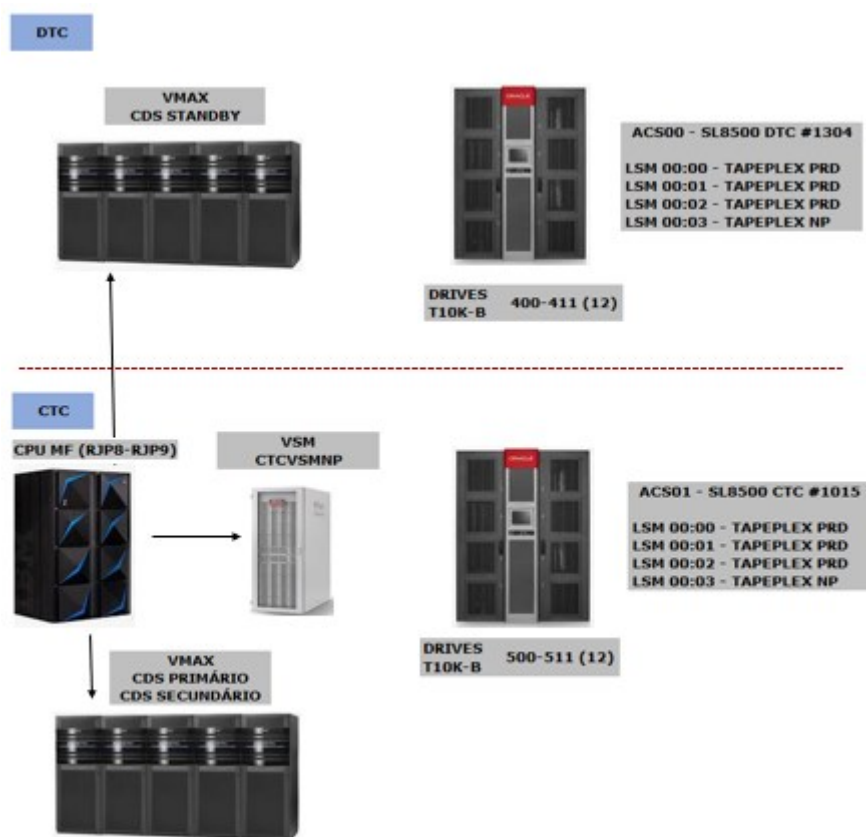 DTC
VMAX
CDS STANDBY
ORACLE
ACS00 - SL8500 DTC #1304
LSM 00:00 - TAPEPLEX PRD
LSM 00:01 - TAPEPLEX PRD
LSM 00:02 - TAPEPLEX PRD
LSM 00:03 - TAPEPLEX NP
DRIVES 400-411 (12)
T10K-B
CTC
CPU MF (RJP8-RJP9)
VSM
CTCVSMNP
ORACLE
ACS01 - SL8500 CTC #1015
LSM 00:00 - TAPEPLEX PRD
LSM 00:01 - TAPEPLEX PRD
LSM 00:02 - TAPEPLEX PRD
LSM 00:03 - TAPEPLEX NP
DRIVES 500-511 (12)
T10K-B
VMAX
CDS PRIMÁRIO
CDS SECUNDÁRIO